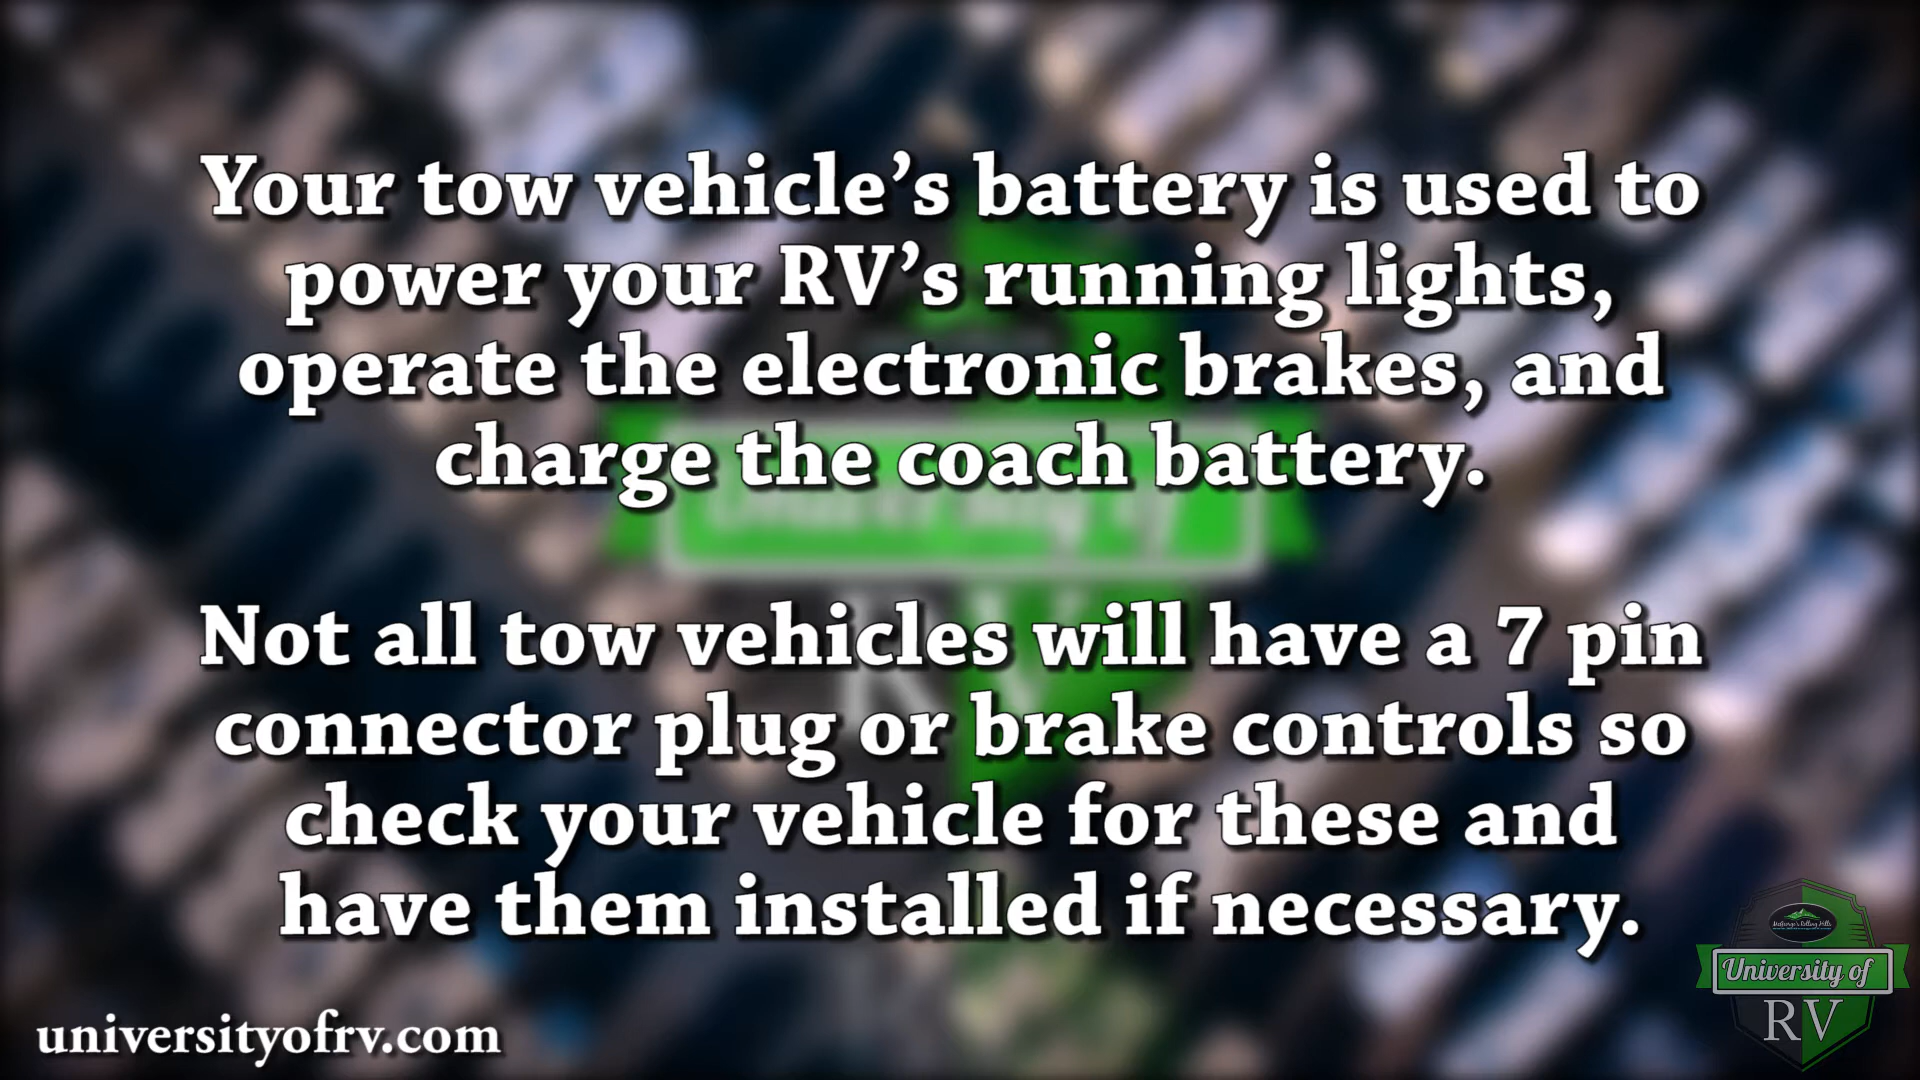 Your tow vehicle’s battery is used to
power your RV’s running lights,
operate the electronic brakes, and
charge the coach battery.
Not all tow vehicles will have a 7 pin
connector plug or brake controls so
check your vehicle for these and
have them installed if necessary.
universityofrv.com
University of
RV